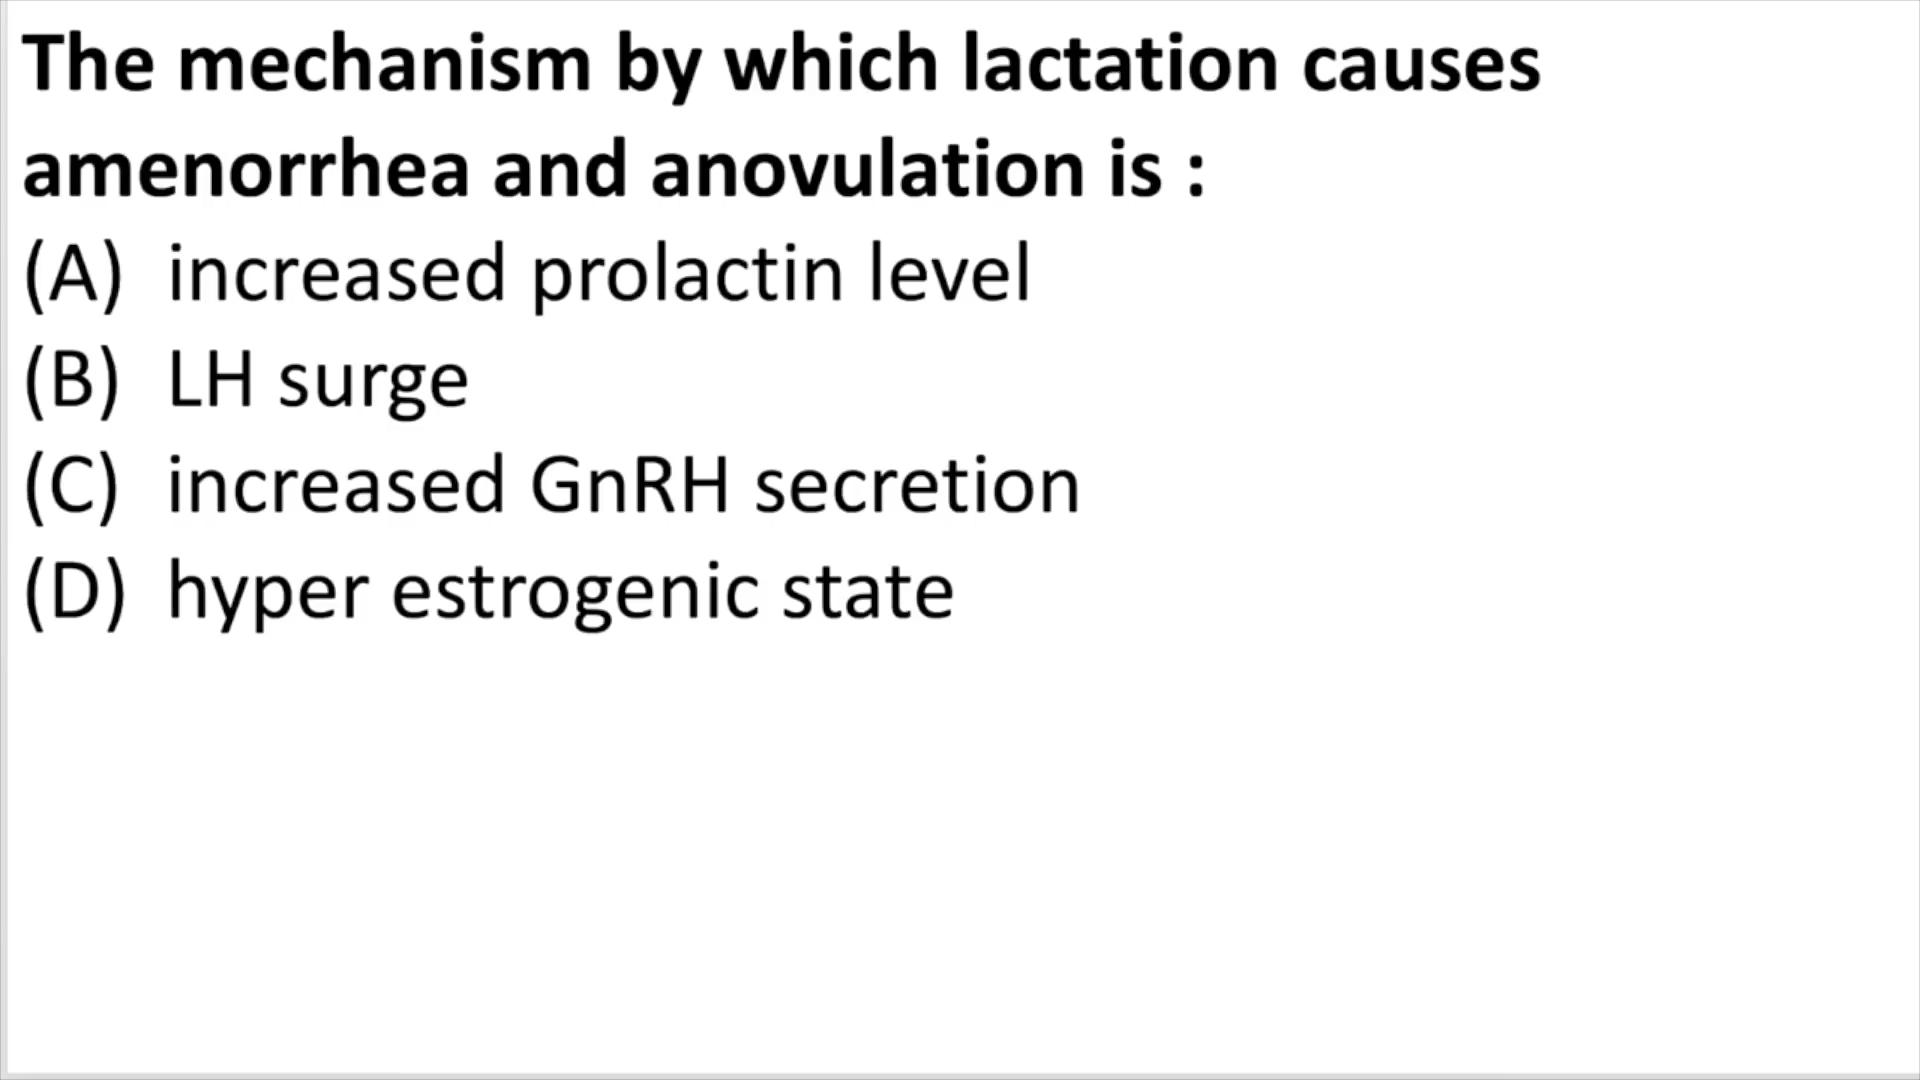 The mechanism by which lactation causes
amenorrhea and anovulation is :
(A) increased prolactin level
(B) LH surge
(C) increased GnRH secretion
(D) hyper estrogenic state